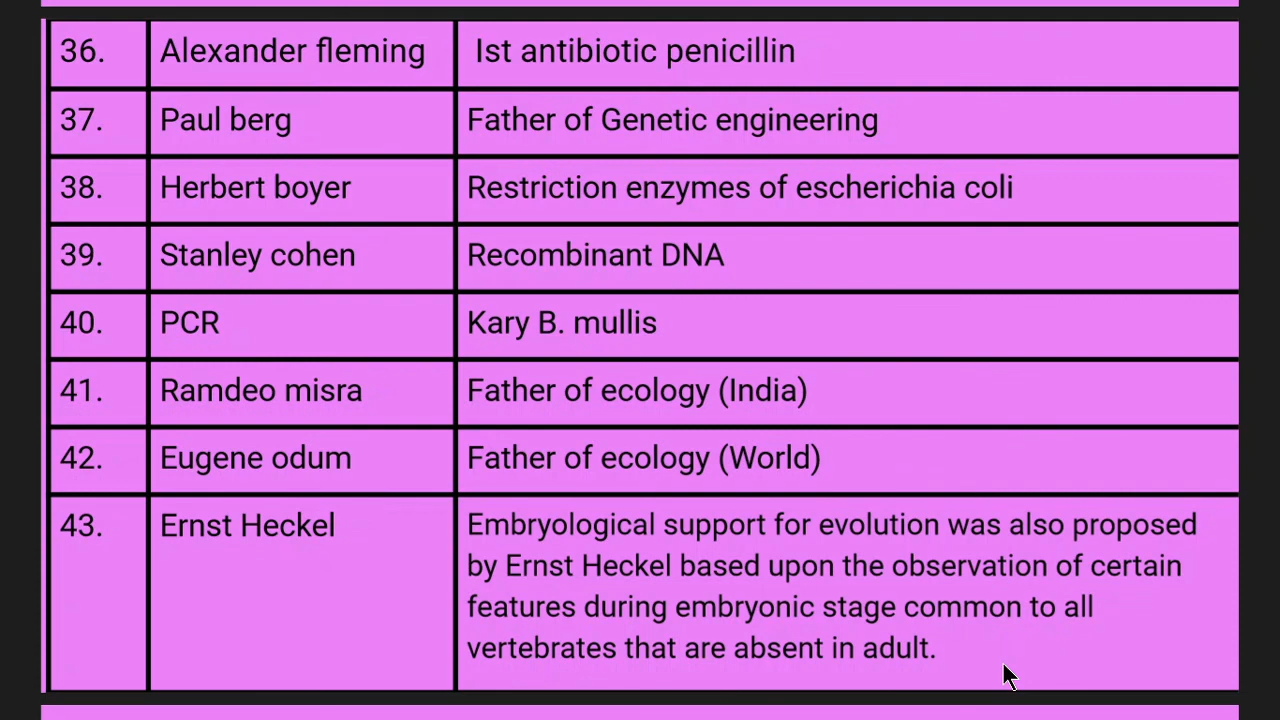 36. Alexander fleming Ist antibiotic penicillin
37. Paul berg Father of Genetic engineering
38. Herbert boyer Restriction enzymes of escherichia coli
39. Stanley cohen Recombinant DNA
40. PCR Kary B. mullis
41. Ramdeo misra Father of ecology (India)
42. Eugene odum Father of ecology (World)
43. Ernst Heckel Embryological support for evolution was also proposed
by Ernst Heckel based upon the observation of certain
features during embryonic stage common to all
vertebrates that are absent in adult.